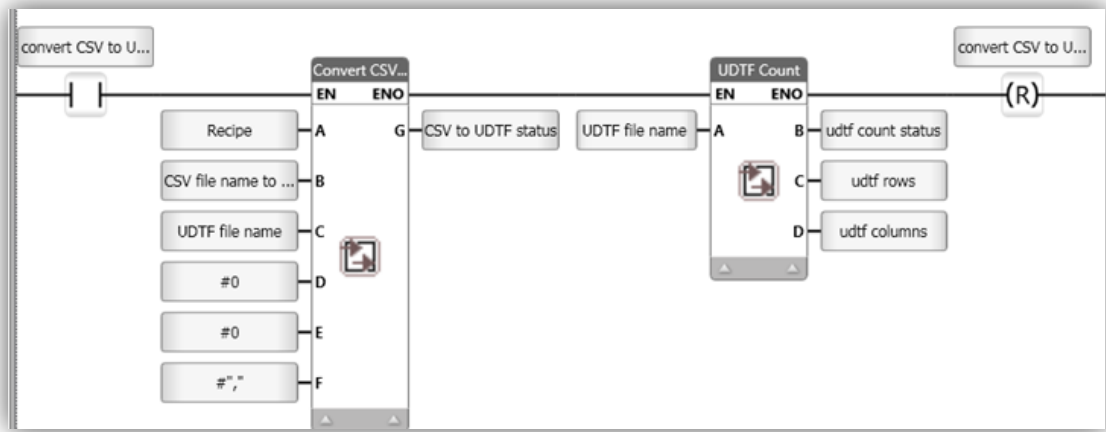 convert CSV to U...
convert CSV to U...
Convert CSV...
UDTF Count
EN ENO
EN ENO
(R)
Recipe
A
G
CSV to UDTF status
UDTF file name
A
B
udtf count status
CSV file name to ...
B
C
udtf rows
UDTF file name
C
D
udtf columns
#0
D
#0
E
#","
F